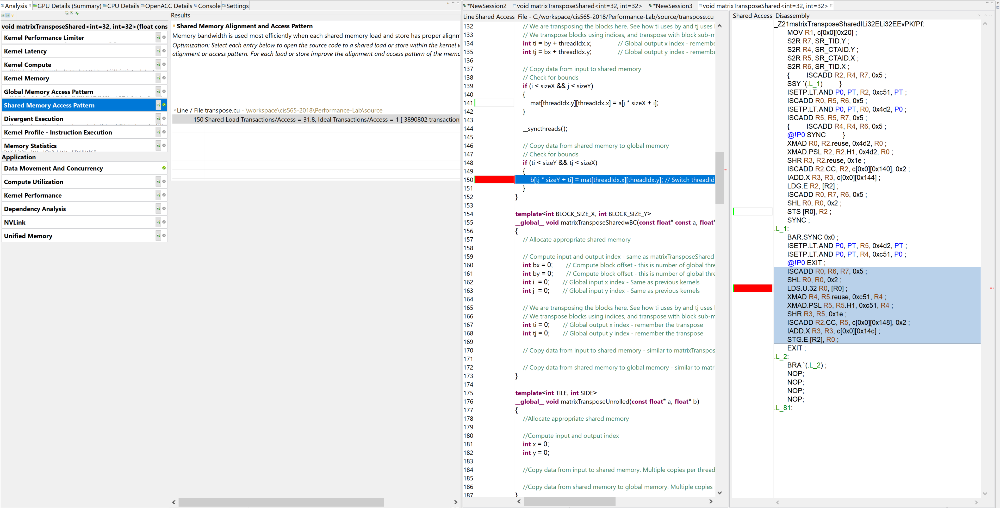 Analysis
GPU Details (Summary)
CPU Details
OpenACC Details
Console
Settings
void matrixTransposeShared<int=32, int=32>(float cons
Kernel Performance Limiter
Kernel Latency
Kernel Compute
Kernel Memory
Global Memory Access Pattern
Shared Memory Access Pattern
Divergent Execution
Kernel Profile - Instruction Execution
Memory Statistics
Application
Data Movement And Concurrency
Compute Utilization
Kernel Performance
Dependency Analysis
NVLink
Unified Memory
Results
Shared Memory Alignment and Access Pattern
Memory bandwidth is used most efficiently when each shared memory load and store has proper alignm
Optimization: Select each entry below to open the source code to a shared load or store within the kernel w
alignment or access pattern. For each load or store improve the alignment and access pattern of the memo
Line / File transpose.cu - \workspace\cis565-2018\Performance-Lab\source
150 Shared Load Transactions/Access = 31.8, Ideal Transactions/Access = 1 [ 3890802 transaction
*NewSession2
void matrixTransposeShared<int=32, int=32>
*NewSession3
void matrixTransposeShared<int=32, int=32>
Line Shared Access File - C:/workspace/cis565-2018/Performance-Lab/source/transpose.cu
132 // We are transposing the blocks here. See how ti uses by and tj uses
133 // We transpose blocks using indices, and transpose with block sub-m
134 int ti = by + threadIdx.x; // Global output x index - remembe
135 int tj = bx + threadIdx.y; // Global output y index - remembe
136
137 // Copy data from input to shared memory
138 // Check for bounds
139 if (i < sizeX && j < sizeY)
140 {
141 mat[threadIdx.y][threadIdx.x] = a[j * sizeX + i];
142 }
143
144 __syncthreads();
145
146 // Copy data from shared memory to global memory
147 // Check for bounds
148 if (ti < sizeY && tj < sizeX)
149 {
150 b[tj * sizeY + ti] = mat[threadIdx.x][threadIdx.y]; // Switch threadId
151 }
152 }
153
154 template<int BLOCK_SIZE_X, int BLOCK_SIZE_Y>
155 __global__ void matrixTransposeSharedwBC(const float* const a, float*
156 {
157 // Allocate appropriate shared memory
158
159 // Compute input and output index - same as matrixTransposeShared
160 int bx = 0; // Compute block offset - this is number of global thre
161 int by = 0; // Compute block offset - this is number of global thre
162 int i = 0; // Global input x index - Same as previous kernels
163 int j = 0; // Global input y index - Same as previous kernels
164
165 // We are transposing the blocks here. See how ti uses by and tj uses
166 // We transpose blocks using indices, and transpose with block sub-m
167 int ti = 0; // Global output x index - remember the transpose
168 int tj = 0; // Global output y index - remember the transpose
169
170 // Copy data from input to shared memory - similar to matrixTranspos
171
172 // Copy data from shared memory to global memory - similar to matri
173 }
174
175 template<int TILE, int SIDE>
176 __global__ void matrixTransposeUnrolled(const float* a, float* b)
177 {
178 //Allocate appropriate shared memory
179
180 //Compute input and output index
181 int x = 0;
182 int y = 0;
183
184 //Copy data from input to shared memory. Multiple copies per thread
185
186 //Copy data from shared memory to global memory. Multiple copies
187 }
Shared Access Disassembly
_Z21matrixTransposeSharedILi32ELi32EEvPKfPf:
MOV R1, c[0x0][0x20] ;
S2R R7, SR_TID.Y ;
S2R R4, SR_CTAID.Y ;
S2R R5, SR_CTAID.X ;
S2R R6, SR_TID.X ;
{ ISCADD R2, R4, R7, 0x5 ;
SSY `(.L_1) }
ISETP.LT.AND P0, PT, R2, 0xc51, PT ;
ISCADD R0, R5, R6, 0x5 ;
ISETP.LT.AND P0, PT, R0, 0x4d2, P0 ;
ISCADD R5, R5, R7, 0x5 ;
{ ISCADD R4, R4, R6, 0x5 ;
@!P0 SYNC }
XMAD R0, R2.reuse, 0x4d2, R0 ;
XMAD.PSL R2, R2.H1, 0x4d2, R0 ;
SHR R3, R2.reuse, 0x1e ;
ISCADD R2.CC, R2, c[0x0][0x140], 0x2 ;
IADD.X R3, R3, c[0x0][0x144] ;
LDG.E R2, [R2] ;
ISCADD R0, R7, R6, 0x5 ;
SHL R0, R0, 0x2 ;
STS [R0], R2 ;
SYNC ;
.L_1:
BAR.SYNC 0x0 ;
ISETP.LT.AND P0, PT, R5, 0x4d2, PT ;
ISETP.LT.AND P0, PT, R4, 0xc51, P0 ;
@!P0 EXIT ;
ISCADD R0, R6, R7, 0x5 ;
SHL R0, R0, 0x2 ;
LDS.U.32 R0, [R0] ;
XMAD R4, R5.reuse, 0xc51, R4 ;
XMAD.PSL R5, R5.H1, 0xc51, R4 ;
SHR R3, R5, 0x1e ;
ISCADD R2.CC, R5, c[0x0][0x148], 0x2 ;
IADD.X R3, R3, c[0x0][0x14c] ;
STG.E [R2], R0 ;
EXIT ;
.L_2:
BRA `(.L_2) ;
NOP;
NOP;
NOP;
NOP;
.L_81: